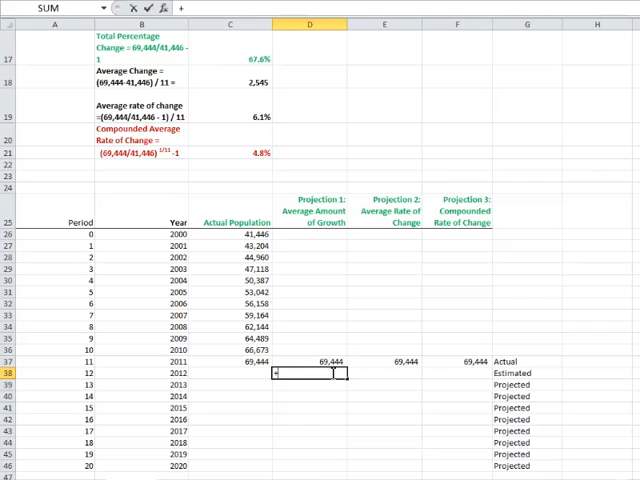 SUM +
A B C D E F G H
Total Percentage
Change = 69,444/41,446 -
17 1 67.6%
Average Change =
18 (69,444-41,446) / 11 = 2,545
Average rate of change
19 =(69,444/41,446 - 1) / 11 6.1%
Compounded Average
20 Rate of Change =
21 (69,444/41,446) 1/11 -1 4.8%
22
23
24
Projection 1: Projection 2: Projection 3:
Average Amount Average Rate of Compounded
25 Period Year Actual Population of Growth Change Rate of Change
26 0 2000 41,446
27 1 2001 43,204
28 2 2002 44,960
29 3 2003 47,118
30 4 2004 50,387
31 5 2005 53,042
32 6 2006 56,158
33 7 2007 59,164
34 8 2008 62,144
35 9 2009 64,489
36 10 2010 66,673
37 11 2011 69,444 69,444 69,444 69,444 Actual
38 12 2012 + Estimated
39 13 2013 Projected
40 14 2014 Projected
41 15 2015 Projected
42 16 2016 Projected
43 17 2017 Projected
44 18 2018 Projected
45 19 2019 Projected
46 20 2020 Projected
47